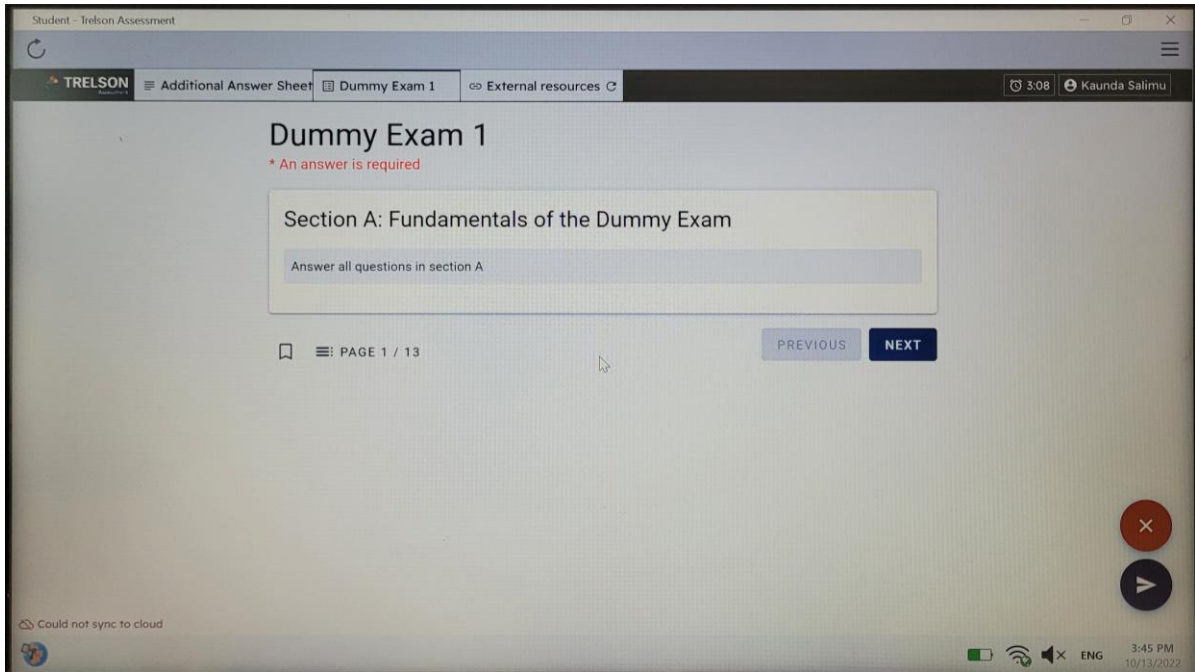 Student - Trelson Assessment
TRELSON
Assessment
Additional Answer Sheet
Dummy Exam 1
External resources
3:08
Kaunda Salimu
Dummy Exam 1
* An answer is required
Section A: Fundamentals of the Dummy Exam
Answer all questions in section A
PAGE 1 / 13
PREVIOUS
NEXT
Could not sync to cloud
ENG
3:45 PM
10/13/2022